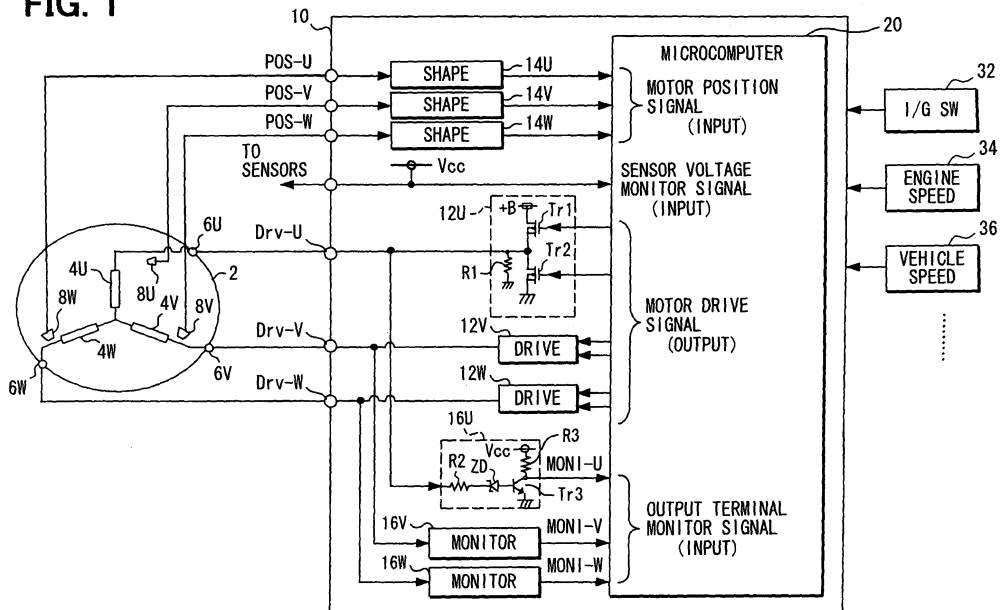 FIG. 1
10
20
MICROCOMPUTER
POS-U
SHAPE
14U
POS-V
SHAPE
14V
POS-W
SHAPE
14W
MOTOR POSITION
SIGNAL
(INPUT)
32
I/G SW
TO
SENSORS
Vcc
SENSOR VOLTAGE
MONITOR SIGNAL
(INPUT)
34
ENGINE
SPEED
12U
+B
Tr1
Tr2
R1
6U
Drv-U
2
36
VEHICLE
SPEED
4U
8U
4V
8V
8W
4W
6W
6V
MOTOR DRIVE
SIGNAL
(OUTPUT)
Drv-V
12V
DRIVE
Drv-W
12W
DRIVE
16U
Vcc
R3
R2
ZD
Tr3
MONI-U
OUTPUT TERMINAL
MONITOR SIGNAL
(INPUT)
16V
MONITOR
MONI-V
16W
MONITOR
MONI-W